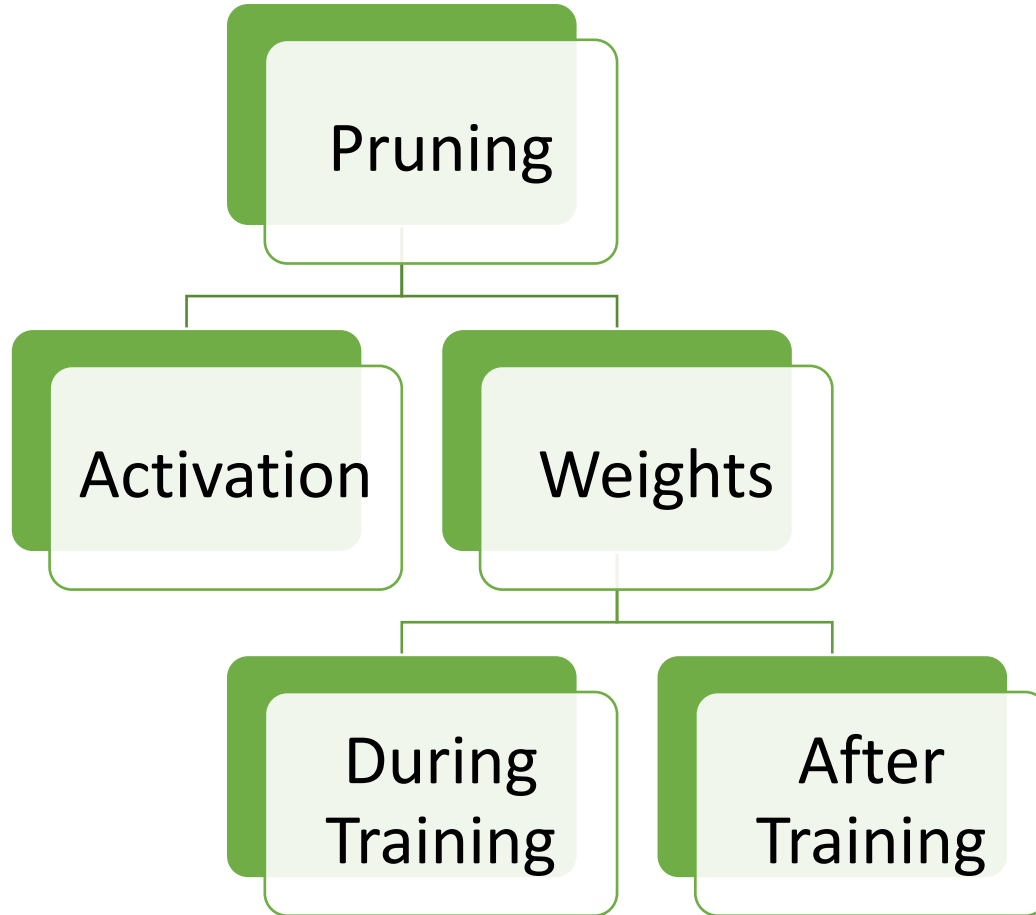 Pruning
Activation
Weights
During
Training
After
Training